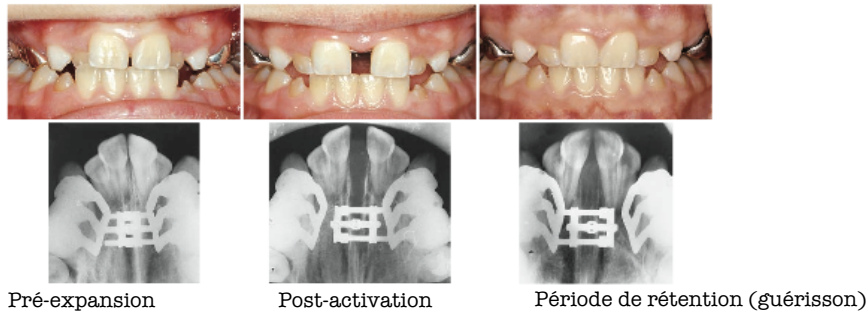 Pré-expansion
Post-activation
Période de rétention (guérisson)